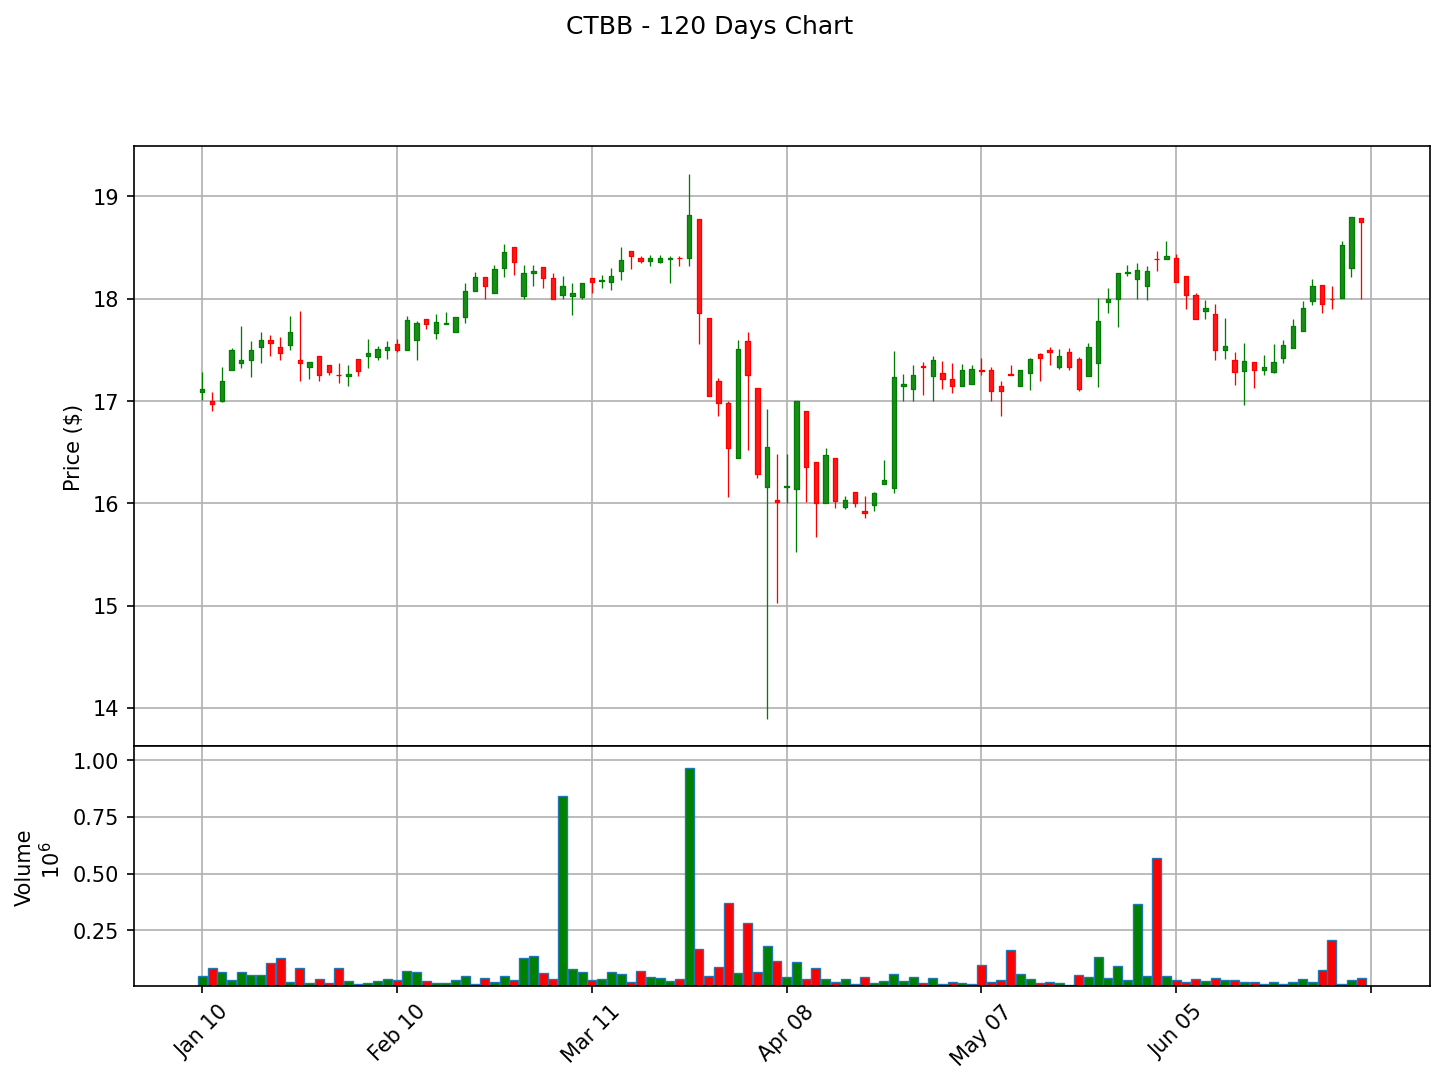 CTBB - 120 Days Chart
Price ($)
19
18
17
16
15
14
Volume
10^6
1.00
0.75
0.50
0.25
Jan 10
Feb 10
Mar 11
Apr 08
May 07
Jun 05